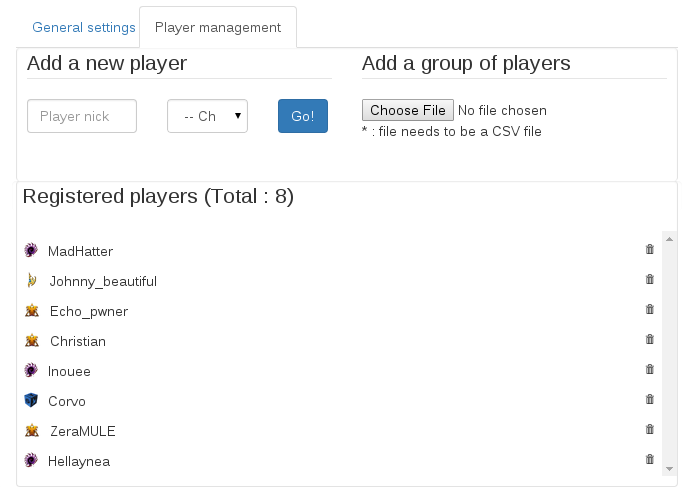 General settings
Player management
Add a new player
Add a group of players
Player nick
-- Ch
Go!
Choose File No file chosen
* : file needs to be a CSV file
Registered players (Total : 8)
MadHatter
Johnny_beautiful
Echo_pwner
Christian
Inouee
Corvo
ZeraMULE
Hellaynea